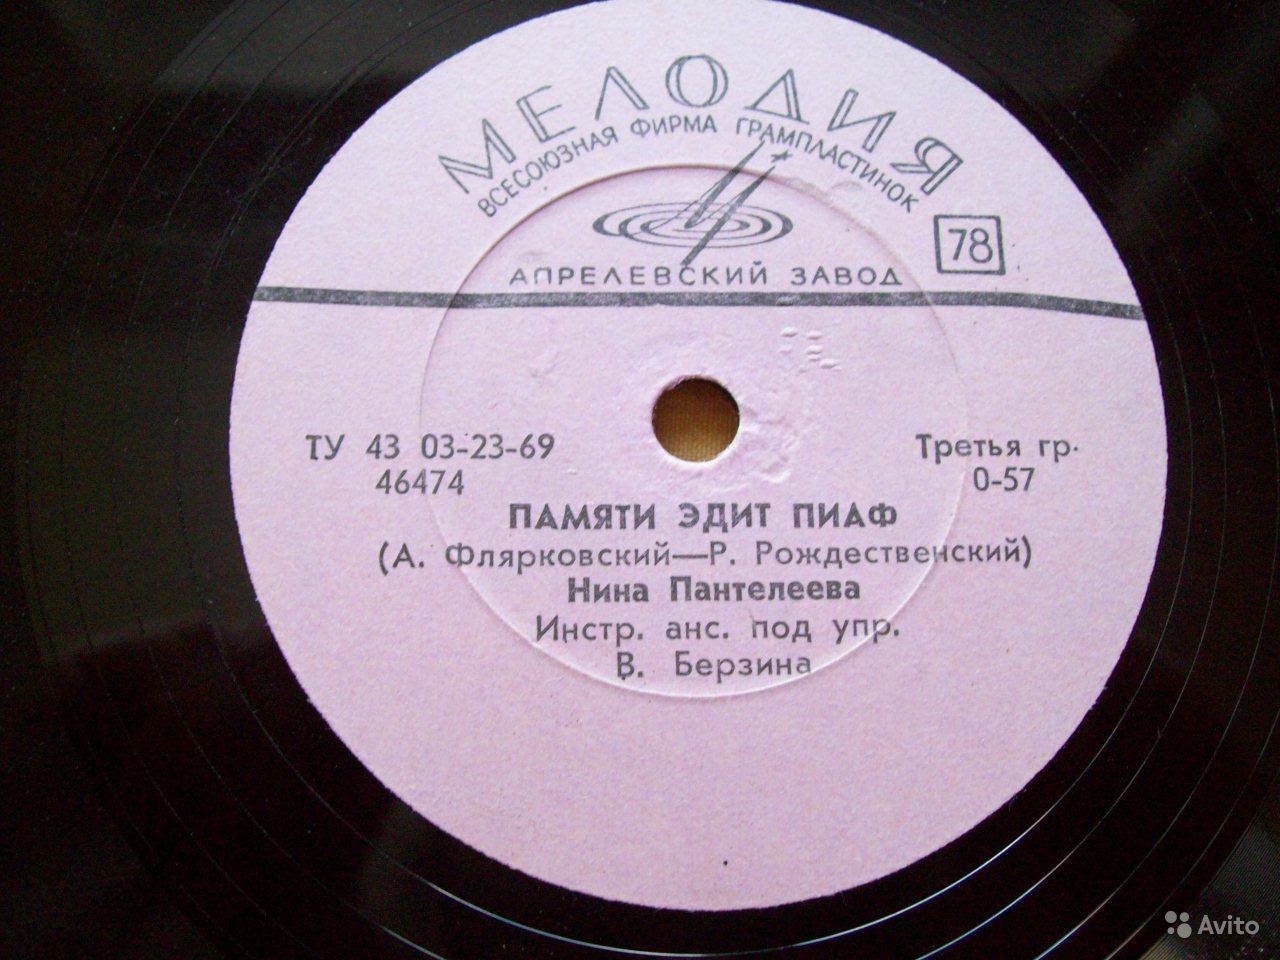 МЕЛОДИЯ
ВСЕСОЮЗНАЯ ФИРМА ГРАМПЛАСТИНОК
78
АПРЕЛЕВСКИЙ ЗАВОД
ТУ 43 03-23-69
46474
Третья гр.
0-57
ПАМЯТИ ЭДИТ ПИАФ
(А. Флярковский—Р. Рождественский)
Нина Пантелеева
Инстр. анс. под упр.
В. Берзина
Avito